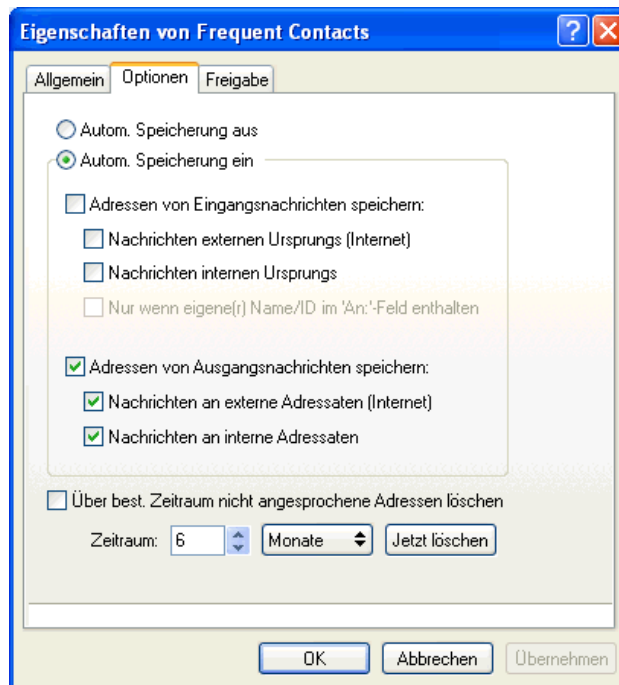 Eigenschaften von Frequent Contacts
Allgemein Optionen Freigabe
Autom. Speicherung aus
Autom. Speicherung ein
Adressen von Eingangsnachrichten speichern:
Nachrichten externen Ursprungs (Internet)
Nachrichten internen Ursprungs
Nur wenn eigene(r) Name/ID im 'An:'-Feld enthalten
Adressen von Ausgangsnachrichten speichern:
Nachrichten an externe Adressaten (Internet)
Nachrichten an interne Adressaten
Über best. Zeitraum nicht angesprochene Adressen löschen
Zeitraum: 6 Monate Jetzt löschen
OK Abbrechen Übernehmen